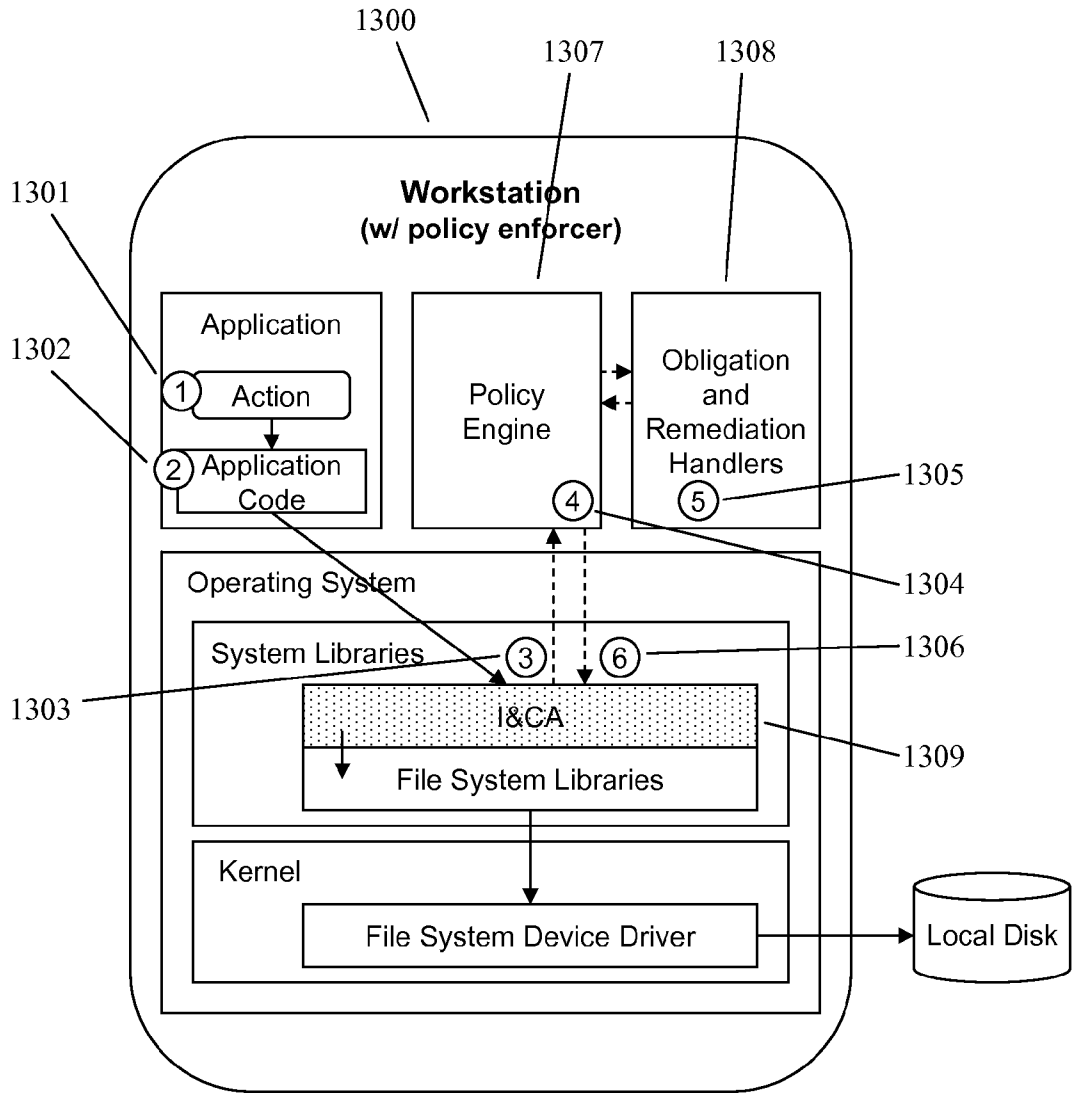 1300
1307
1308
1301
Workstation
(w/ policy enforcer)
1302
Application
1
Action
2
Application
Code
Policy
Engine
4
Obligation
and
Remediation
Handlers
5
1305
1304
Operating System
System Libraries
3
6
1306
1303
I&CA
1309
File System Libraries
Kernel
File System Device Driver
Local Disk